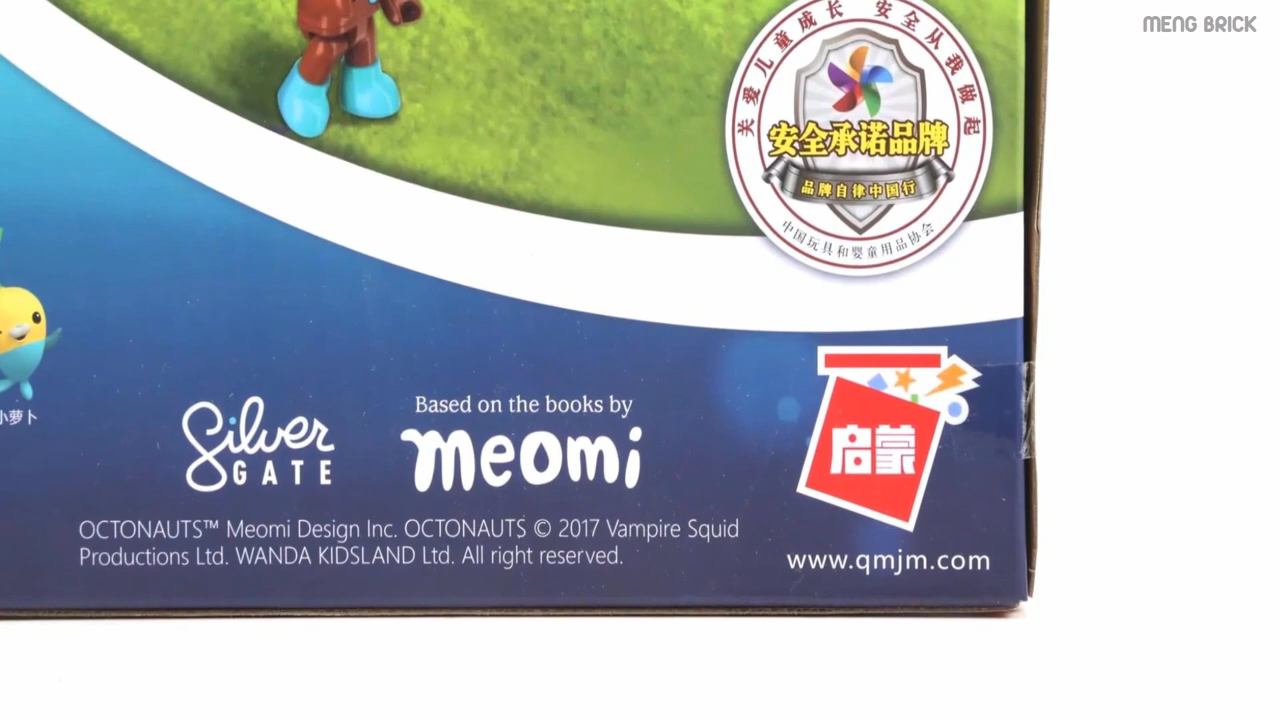 MENG BRICK
关爱儿童成长 安全从我做起
安全承诺品牌
品牌自律中国行
中国玩具和婴童用品协会
小萝卜
Silver
GATE
Based on the books by
meomi
启蒙
OCTONAUTS™ Meomi Design Inc. OCTONAUTS © 2017 Vampire Squid
Productions Ltd. WANDA KIDSLAND Ltd. All right reserved.
www.qmjm.com